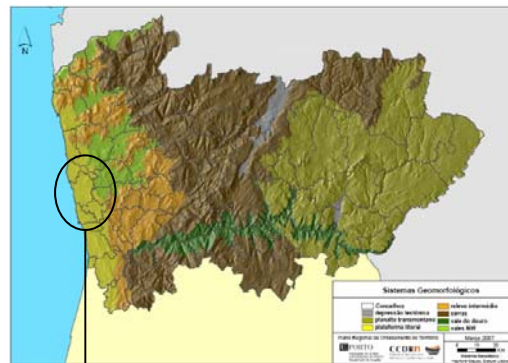 N
Sistemas Geomorfológicos
Concelhos
depressão tectónica
planalto transmontano
plataforma litoral
relevo intermédio
serras
vale do douro
vales NW
Plano Regional de Ordenamento do Território
Março 2007
U.PORTO
CCDRN